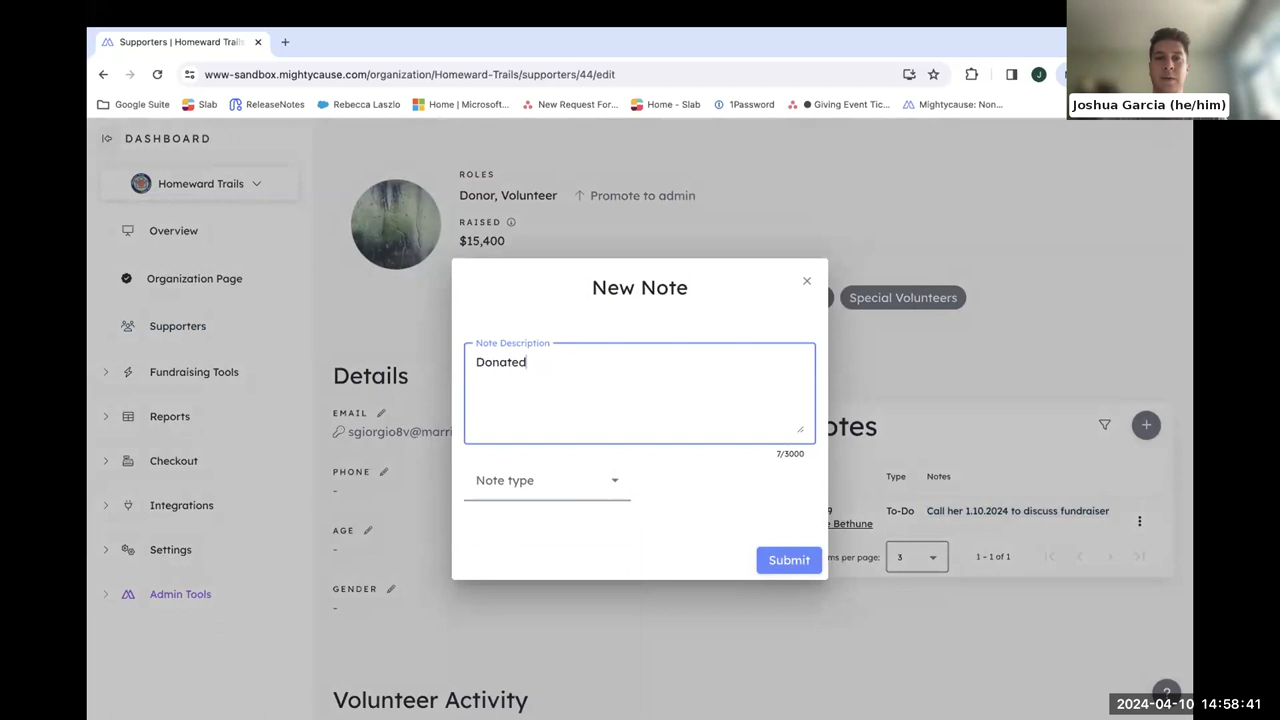 Supporters | Homeward Trails
www-sandbox.mightycause.com/organization/Homeward-Trails/supporters/44/edit
Google Suite
Slab
ReleaseNotes
Rebecca Laszlo
Home | Microsoft...
New Request For...
Home - Slab
1Password
Giving Event Tic...
Mightycause: Non...
J
Joshua Garcia (he/him)
DASHBOARD
Homeward Trails
Overview
Organization Page
Supporters
Fundraising Tools
Reports
Checkout
Integrations
Settings
Admin Tools
ROLES
Donor, Volunteer
Promote to admin
RAISED
$15,400
Special Volunteers
Details
EMAIL
sgiorgio8v@marri
PHONE
-
AGE
-
GENDER
-
Volunteer Activity
New Note
Note Description
Donated
7/3000
Note type
Submit
otes
Type
Notes
9
To-Do
Call her 1.10.2024 to discuss fundraiser
e Bethune
ms per page:
3
1 – 1 of 1
?
2024-04-10 14:58:41